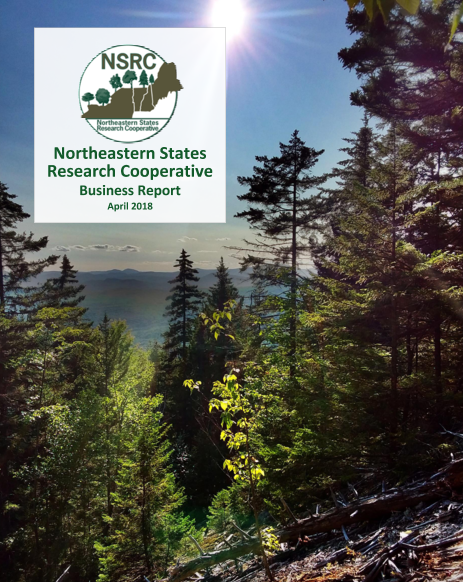 NSRC
Northeastern States
Research Cooperative
Northeastern States
Research Cooperative
Business Report
April 2018